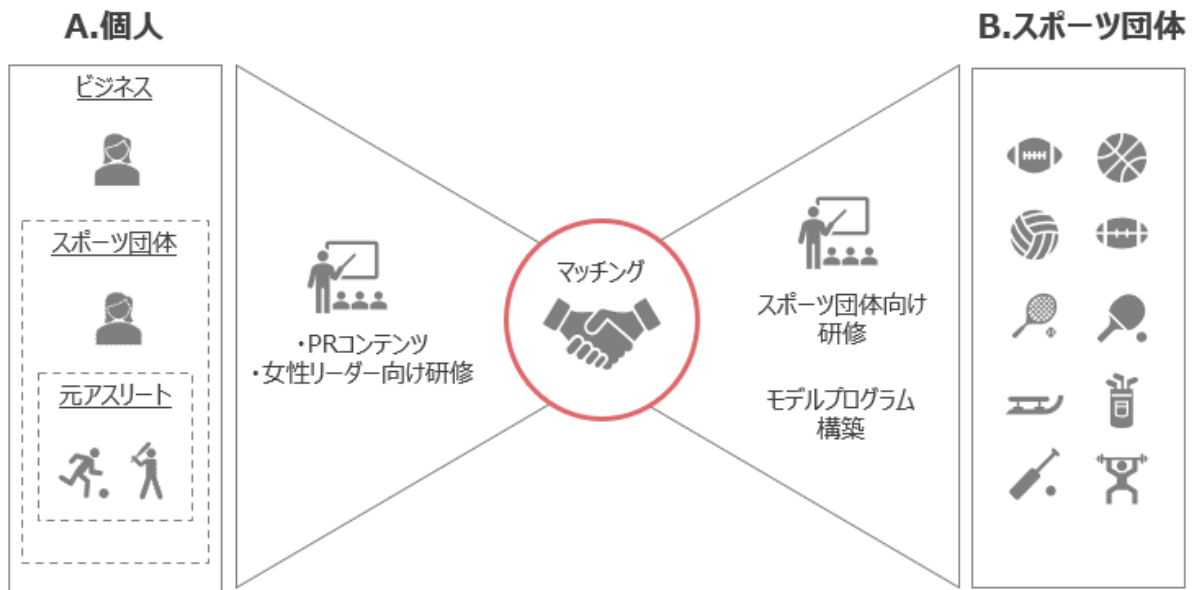 A.個人
ビジネス
スポーツ団体
元アスリート
・PRコンテンツ
・女性リーダー向け研修
マッチング
スポーツ団体向け
研修
モデルプログラム
構築
B.スポーツ団体